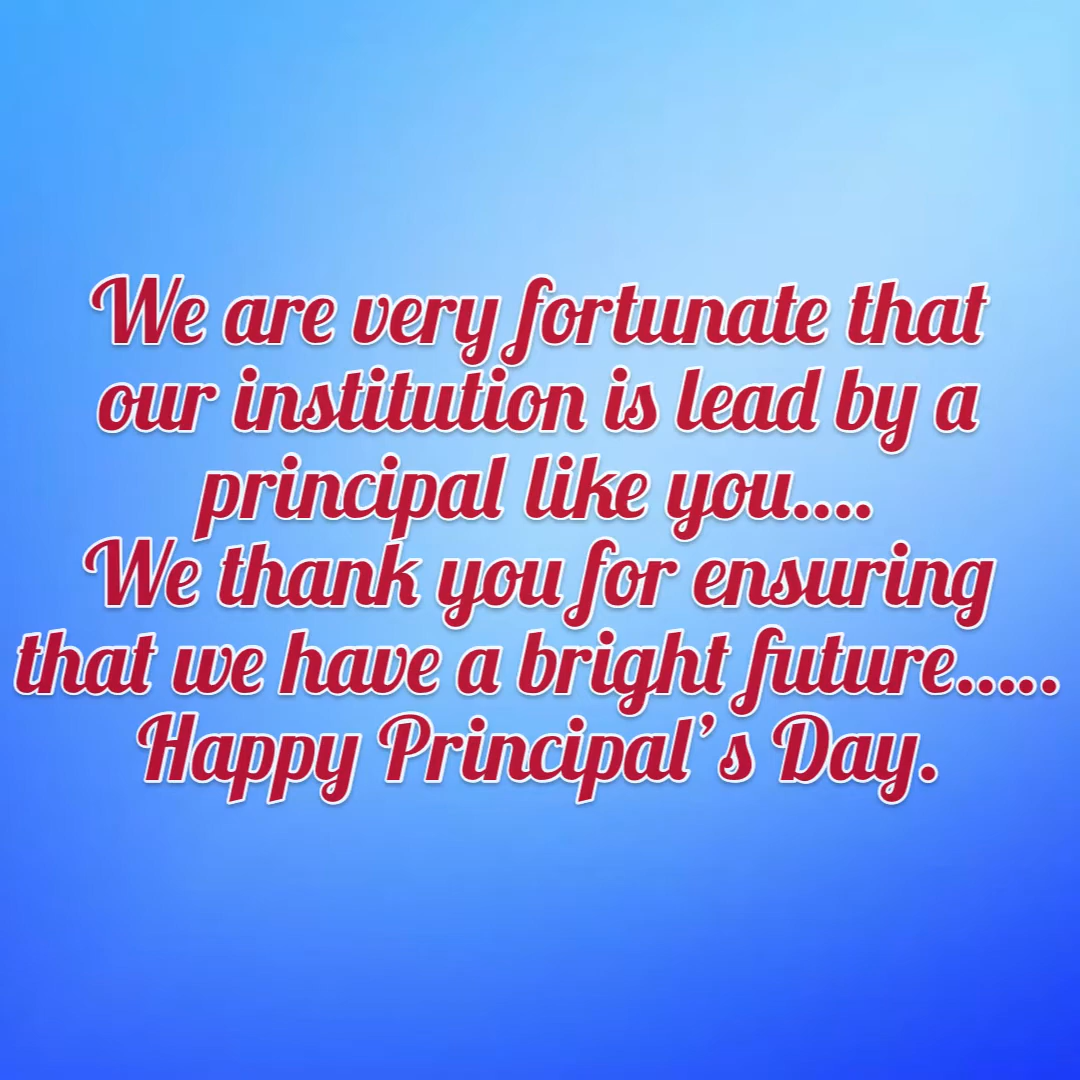 We are very fortunate that
our institution is lead by a
principal like you....
We thank you for ensuring
that we have a bright future.....
Happy Principal’s Day.